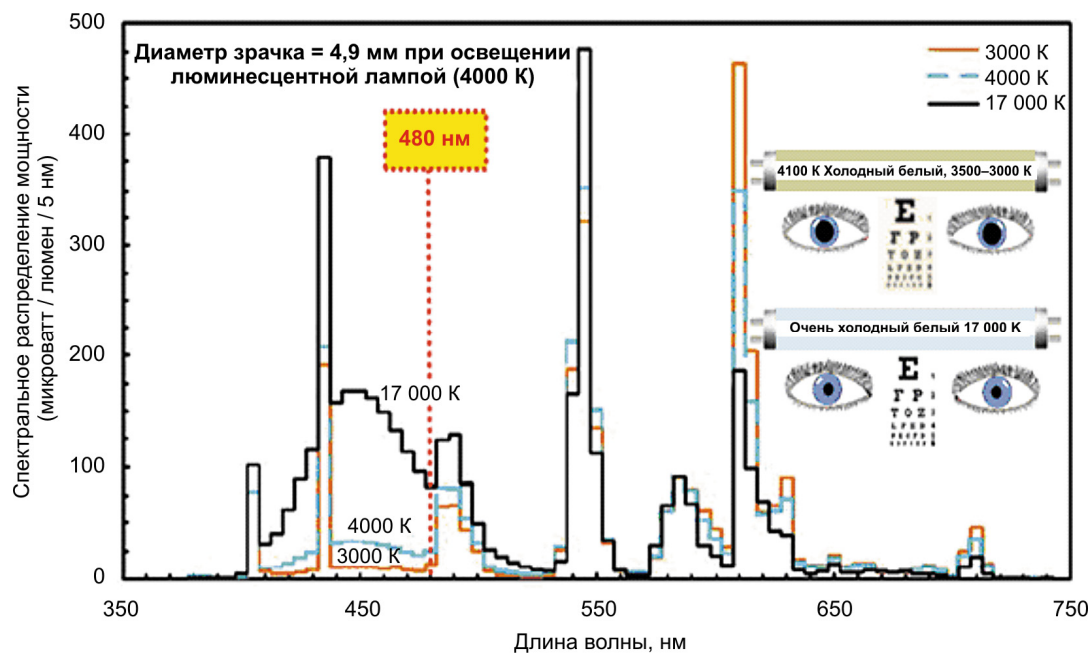 500
400
300
200
100
0
350
450
550
650
750
Спектральное распределение мощности
(микроватт / люмен / 5 нм)
Длина волны, нм
Диаметр зрачка = 4,9 мм при освещении
люминесцентной лампой (4000 К)
480 нм
3000 К
4000 К
17 000 К
17 000 К
4000 К
3000 К
4100 К Холодный белый, 3500–3000 К
E
F P
T O Z
Очень холодный белый 17 000 К
E
F P
T O Z